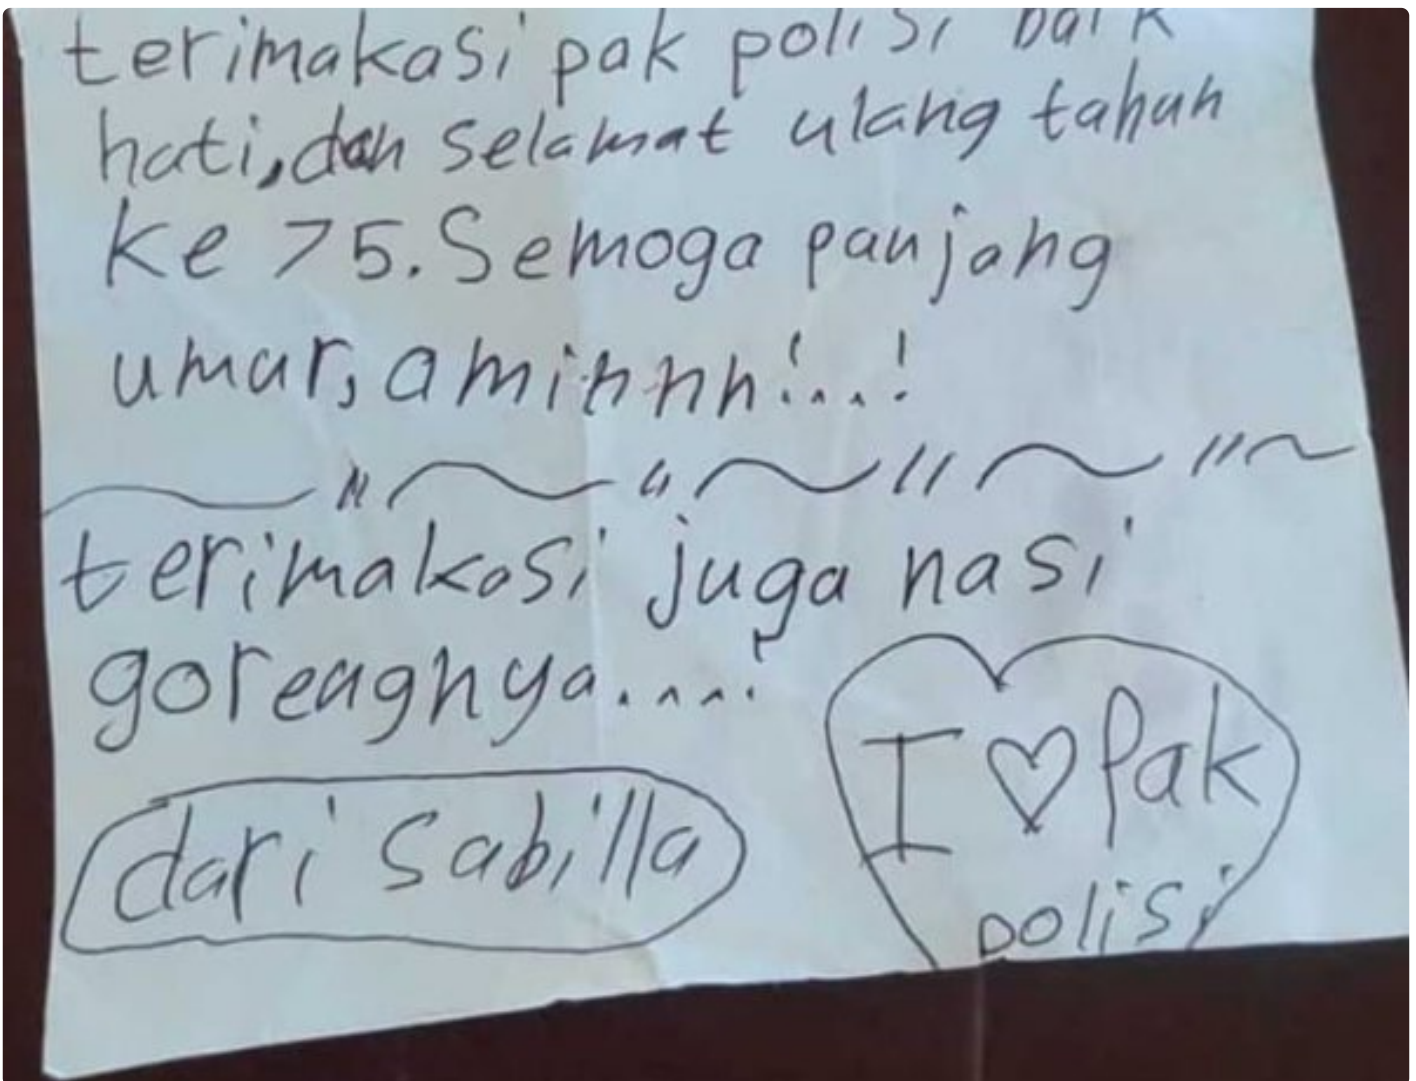 terimakasi pak polisi baik
hati, dan selamat ulang tahun
ke 75. Semoga panjang
umur, aminnnn!...!
terimakasi juga nasi
goreagnya....!
dari Sabilla
I ♡ Pak
polisi